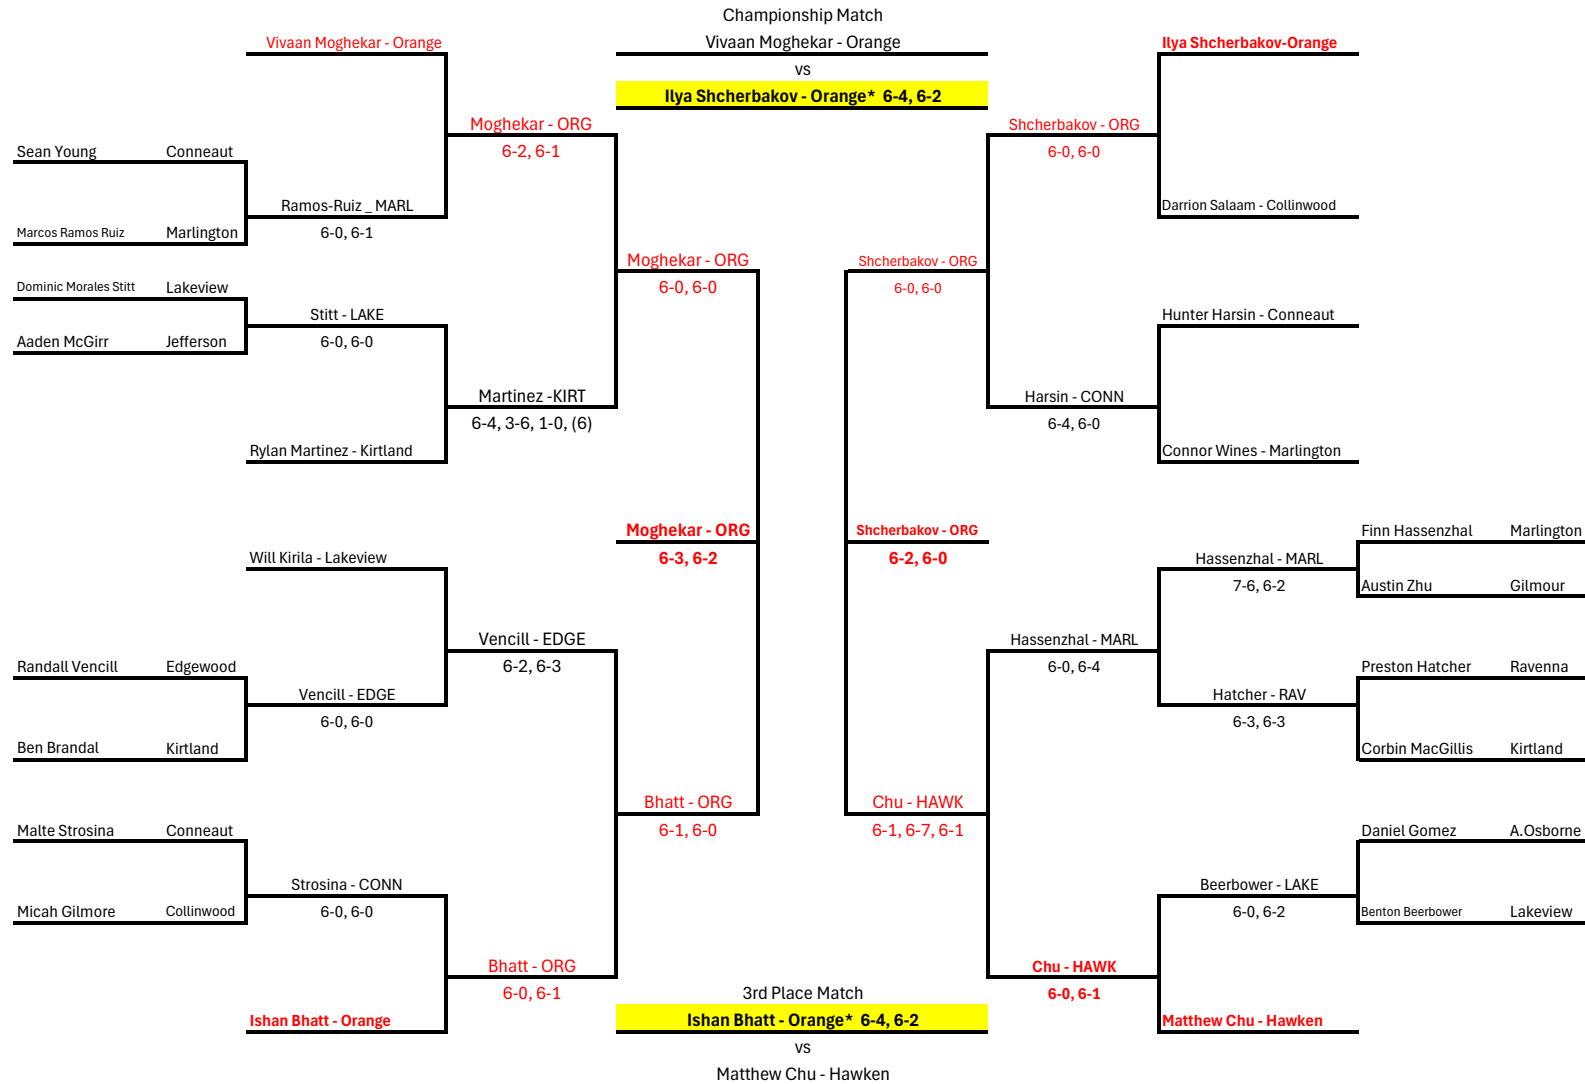 Championship Match
Vivaan Moghekar - Orange
Vivaan Moghekar - Orange
Ilya Shcherbakov-Orange
vs
Ilya Shcherbakov - Orange* 6-4, 6-2
Moghekar - ORG
Shcherbakov - ORG
Sean Young Conneaut
6-2, 6-1
6-0, 6-0
Ramos-Ruiz _ MARL
Darrion Salaam - Collinwood
Marcos Ramos Ruiz Marlington
6-0, 6-1
Moghekar - ORG
Shcherbakov - ORG
Dominic Morales Stitt Lakeview
6-0, 6-0
6-0, 6-0
Stitt - LAKE
Hunter Harsin - Conneaut
Aaden McGirr Jefferson
6-0, 6-0
Martinez -KIRT
Harsin - CONN
6-4, 3-6, 1-0, (6)
6-4, 6-0
Rylan Martinez - Kirtland
Connor Wines - Marlington
Moghekar - ORG
Shcherbakov - ORG
Finn Hassenzhal Marlington
Will Kirila - Lakeview
6-3, 6-2
6-2, 6-0
Hassenzhal - MARL
7-6, 6-2
Austin Zhu Gilmour
Vencill - EDGE
Hassenzhal - MARL
Randall Vencill Edgewood
6-2, 6-3
6-0, 6-4
Preston Hatcher Ravenna
Vencill - EDGE
Hatcher - RAV
6-0, 6-0
6-3, 6-3
Ben Brandal Kirtland
Corbin MacGillis Kirtland
Bhatt - ORG
Chu - HAWK
Malte Strosina Conneaut
6-1, 6-0
6-1, 6-7, 6-1
Daniel Gomez A.Osborne
Strosina - CONN
Beerbower - LAKE
Micah Gilmore Collinwood
6-0, 6-0
6-0, 6-2
Benton Beerbower Lakeview
Bhatt - ORG
Chu - HAWK
6-0, 6-1
3rd Place Match
6-0, 6-1
Ishan Bhatt - Orange
Ishan Bhatt - Orange* 6-4, 6-2
Matthew Chu - Hawken
vs
Matthew Chu - Hawken